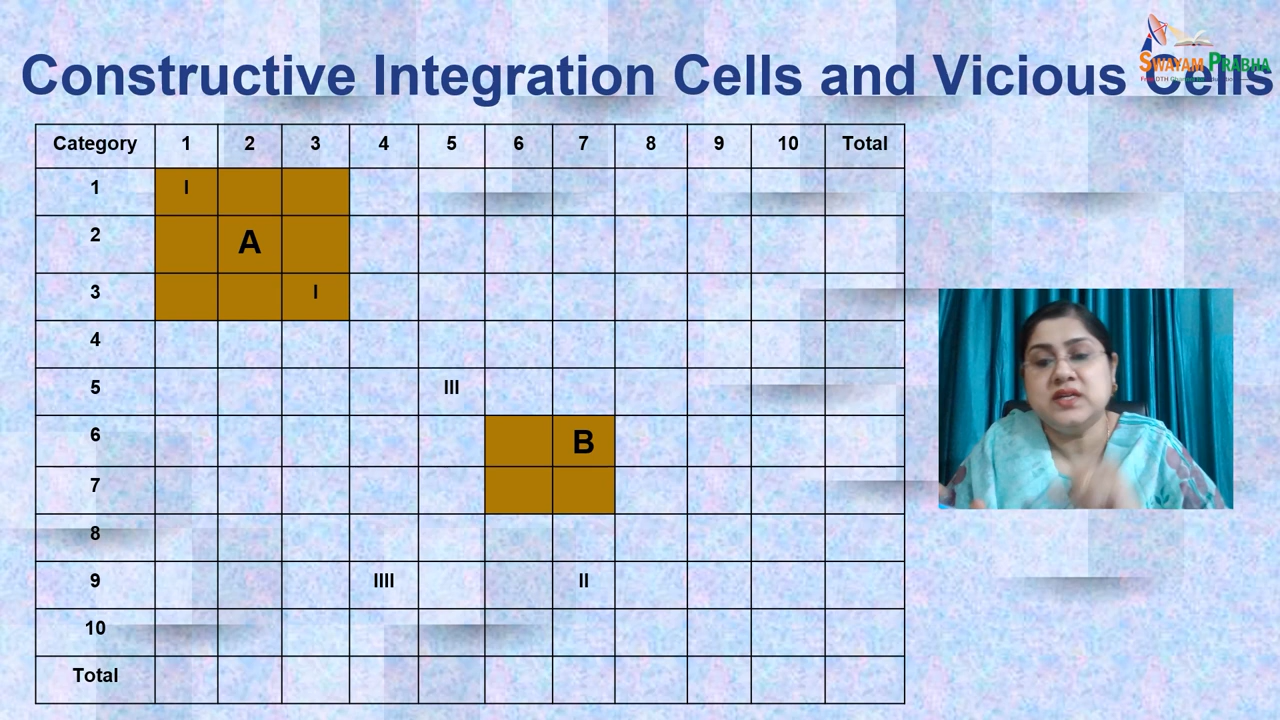 Constructive Integration Cells and Vicious Cells
SWAYAM PRABHA
Category 1 2 3 4 5 6 7 8 9 10 Total
1 I
2 A
3 I
4
5 III
6 B
7
8
9 IIII II
10
Total